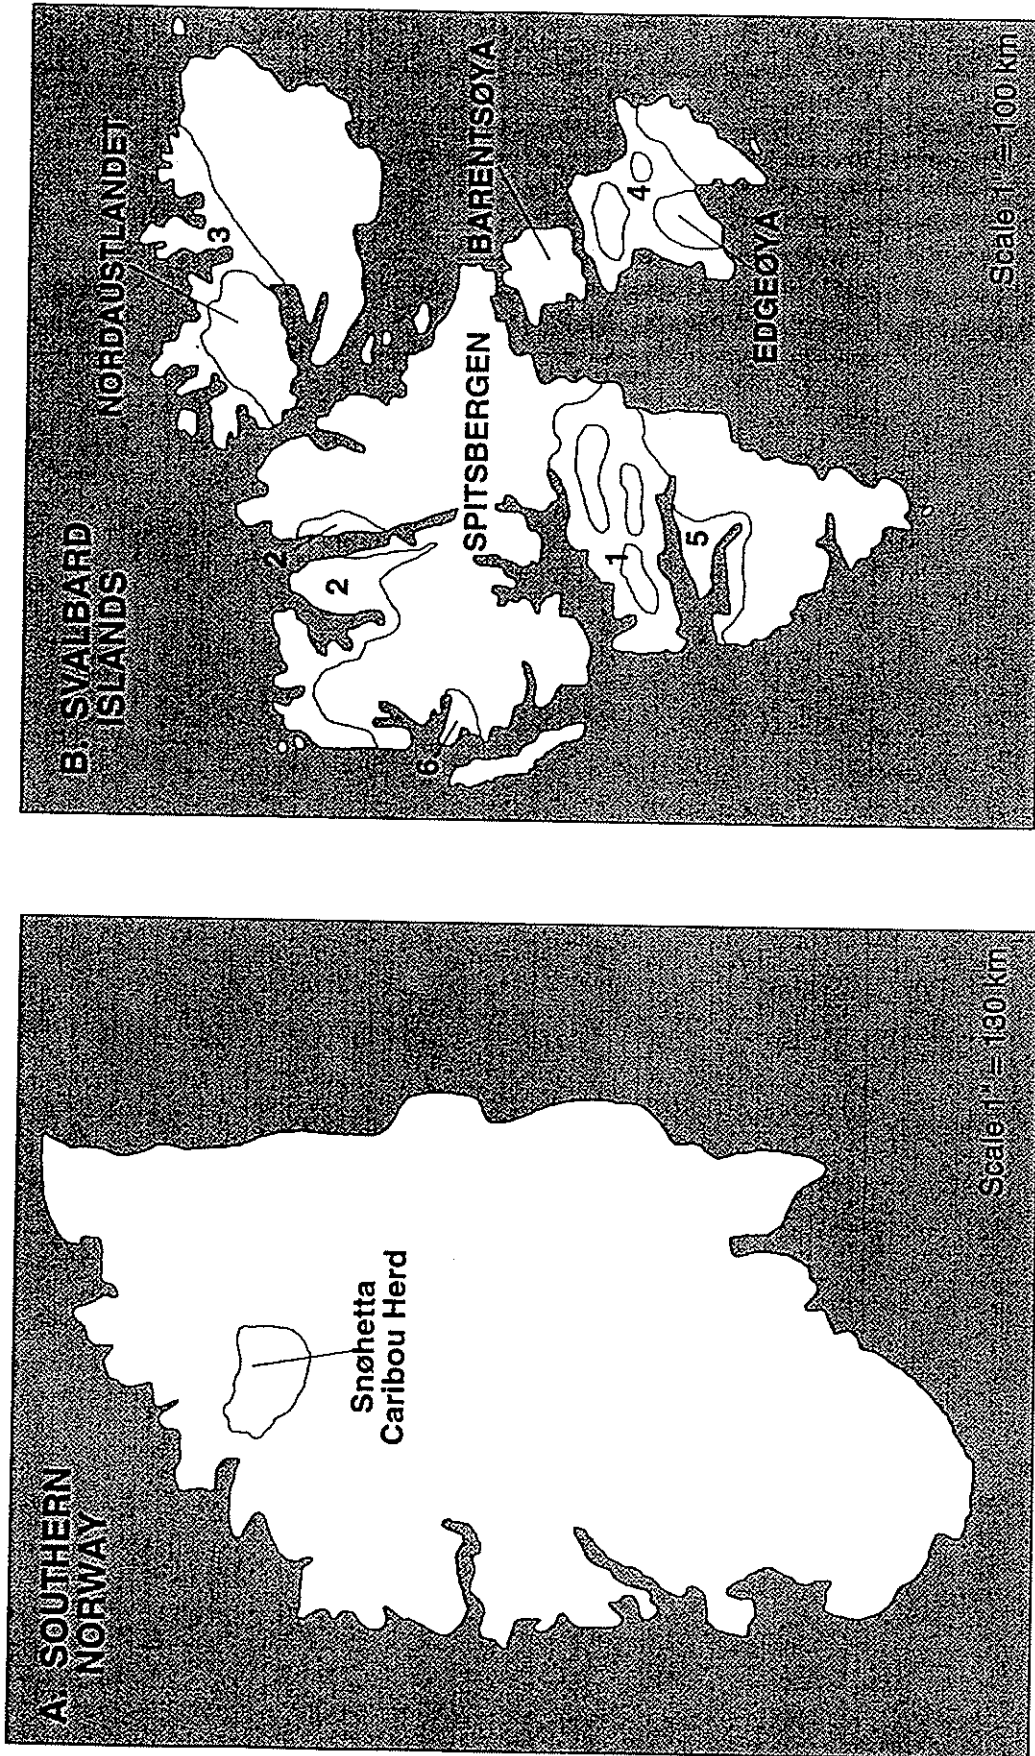 A. SOUTHERN
NORWAY
Snøhetta
Caribou Herd
Scale 1" = 130 km
B. SVALBARD
ISLANDS
NORDAUSTLANDET
3
2
2
SPITSBERGEN
BARENTSØYA
6
1
5
4
EDGEØYA
Scale 1" = 100 km